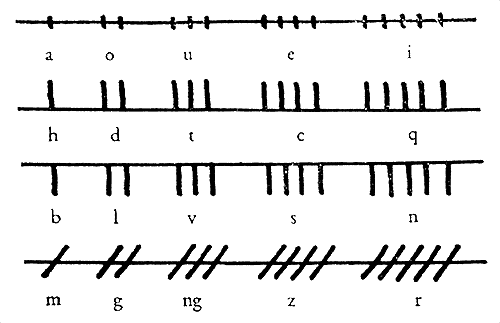 ᚐ ᚑ ᚒ ᚓ ᚔ
a o u e i
ᚆ ᚇ ᚈ ᚉ ᚊ
h d t c q
ᚁ ᚂ ᚃ ᚄ ᚅ
b l v s n
ᚋ ᚌ ᚍ ᚎ ᚏ
m g ng z r